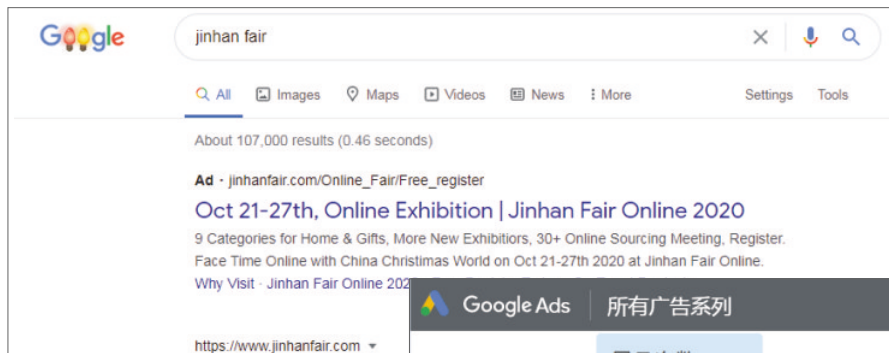 Google
jinhan fair
All Images Maps Videos News More Settings Tools
About 107,000 results (0.46 seconds)
Ad · jinhanfair.com/Online_Fair/Free_register
Oct 21-27th, Online Exhibition | Jinhan Fair Online 2020
9 Categories for Home & Gifts, More New Exhibitiors, 30+ Online Sourcing Meeting, Register.
Face Time Online with China Christimas World on Oct 21-27th 2020 at Jinhan Fair Online.
Why Visit · Jinhan Fair Online 202
Google Ads 所有广告系列
https://www.jinhanfair.com